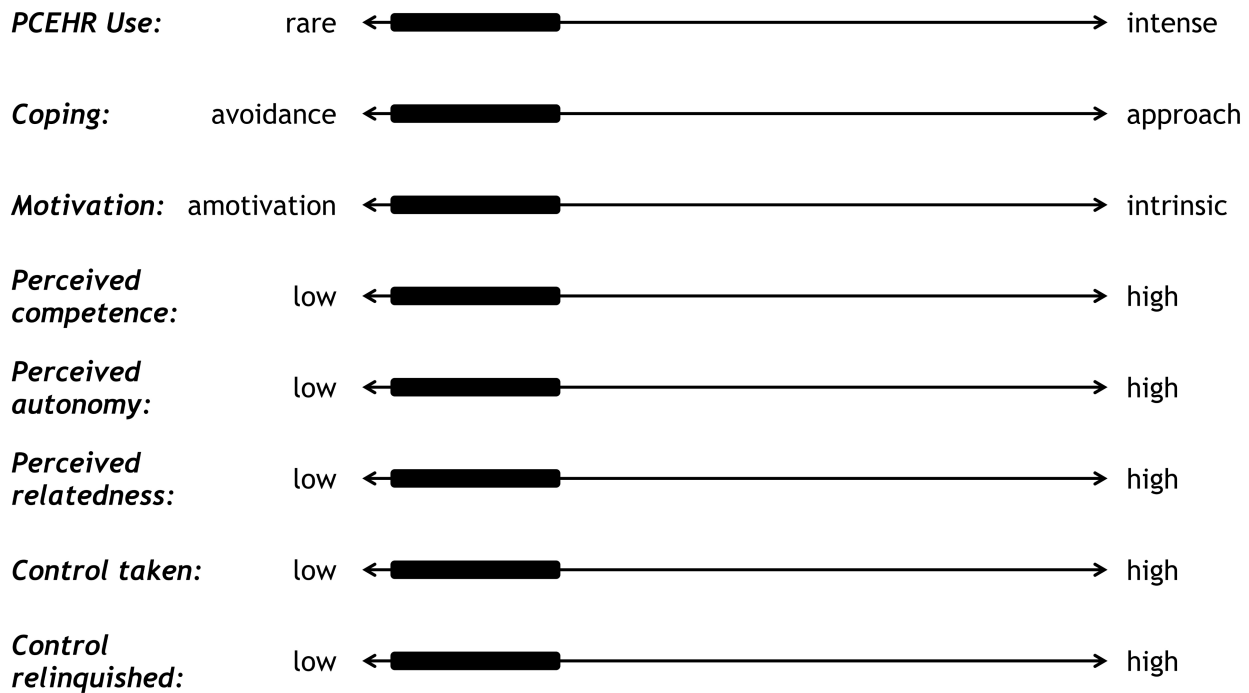 PCEHR Use: rare intense
Coping: avoidance approach
Motivation: amotivation intrinsic
Perceived
competence: low high
Perceived
autonomy: low high
Perceived
relatedness: low high
Control taken: low high
Control
relinquished: low high